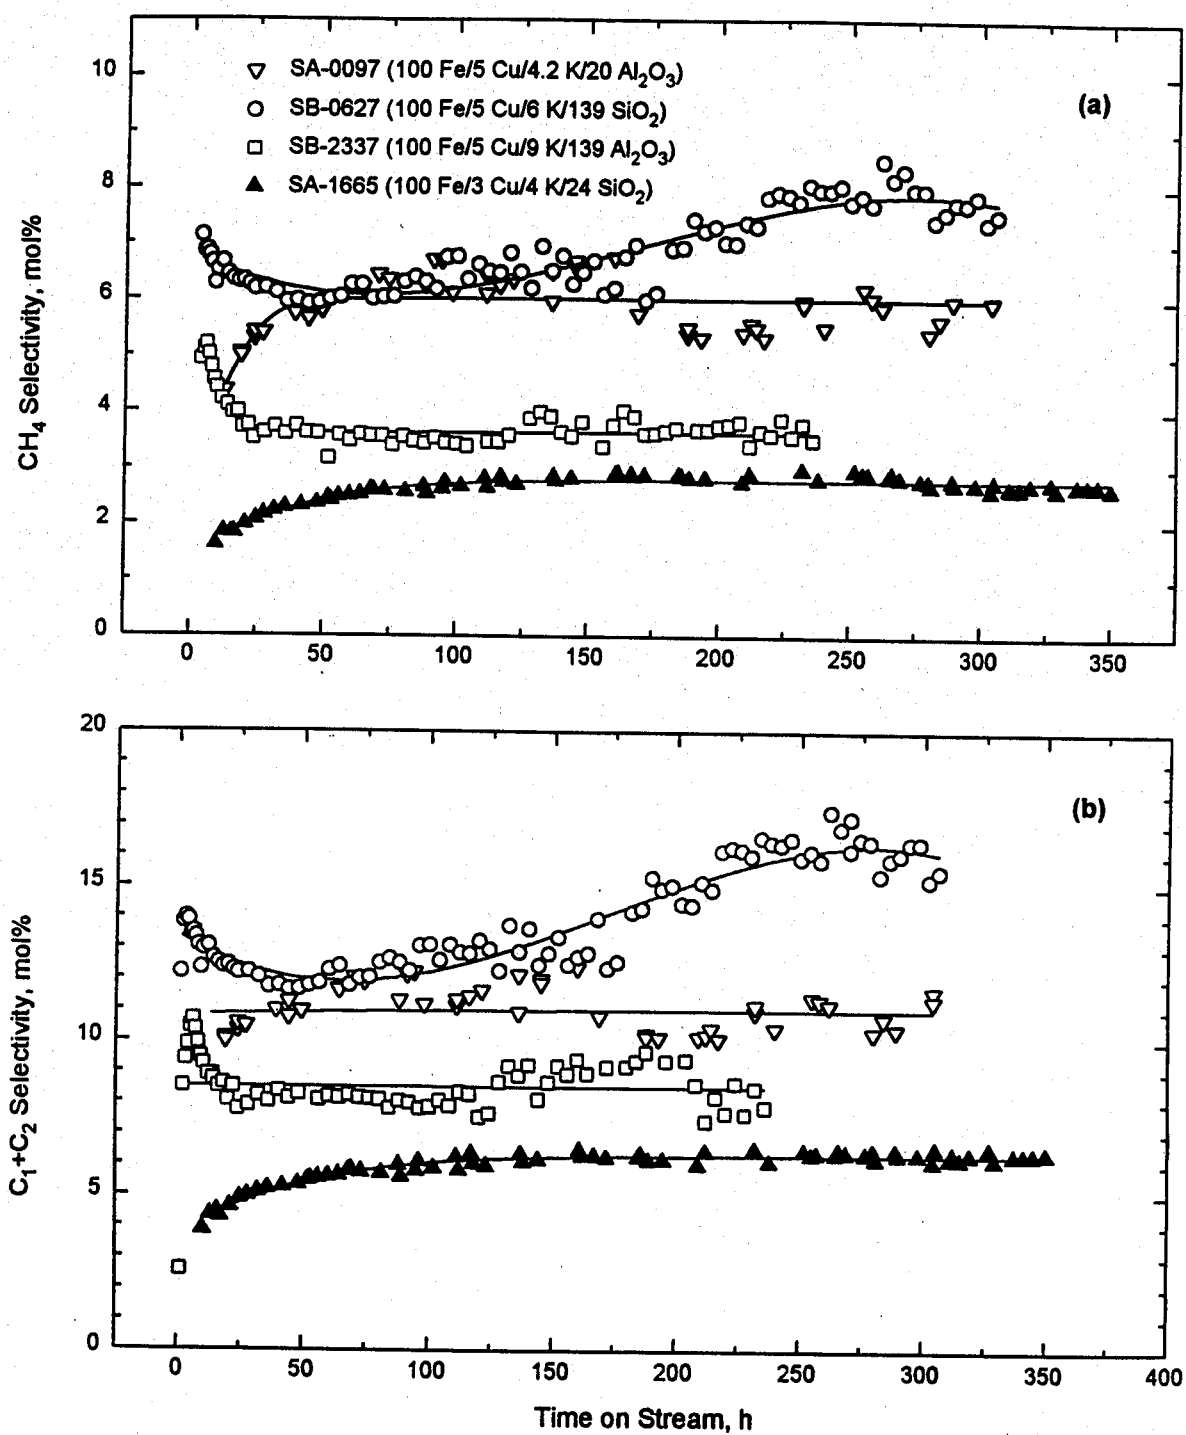 10
8
6
4
2
0
CH4 Selectivity, mol%
SA-0097 (100 Fe/5 Cu/4.2 K/20 Al2O3)
SB-0627 (100 Fe/5 Cu/6 K/139 SiO2)
SB-2337 (100 Fe/5 Cu/9 K/139 Al2O3)
SA-1665 (100 Fe/3 Cu/4 K/24 SiO2)
(a)
0 50 100 150 200 250 300 350
20
15
10
5
0
C1+C2 Selectivity, mol%
(b)
0 50 100 150 200 250 300 350 400
Time on Stream, h